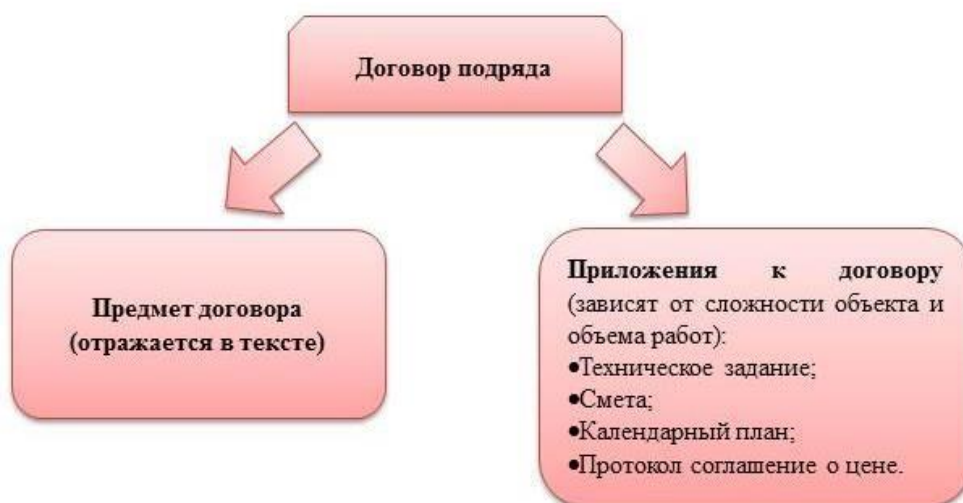 Договор подряда
Предмет договора
(отражается в тексте)
Приложения к договору
(зависят от сложности объекта и
объема работ):
•Техническое задание;
•Смета;
•Календарный план;
•Протокол соглашение о цене.